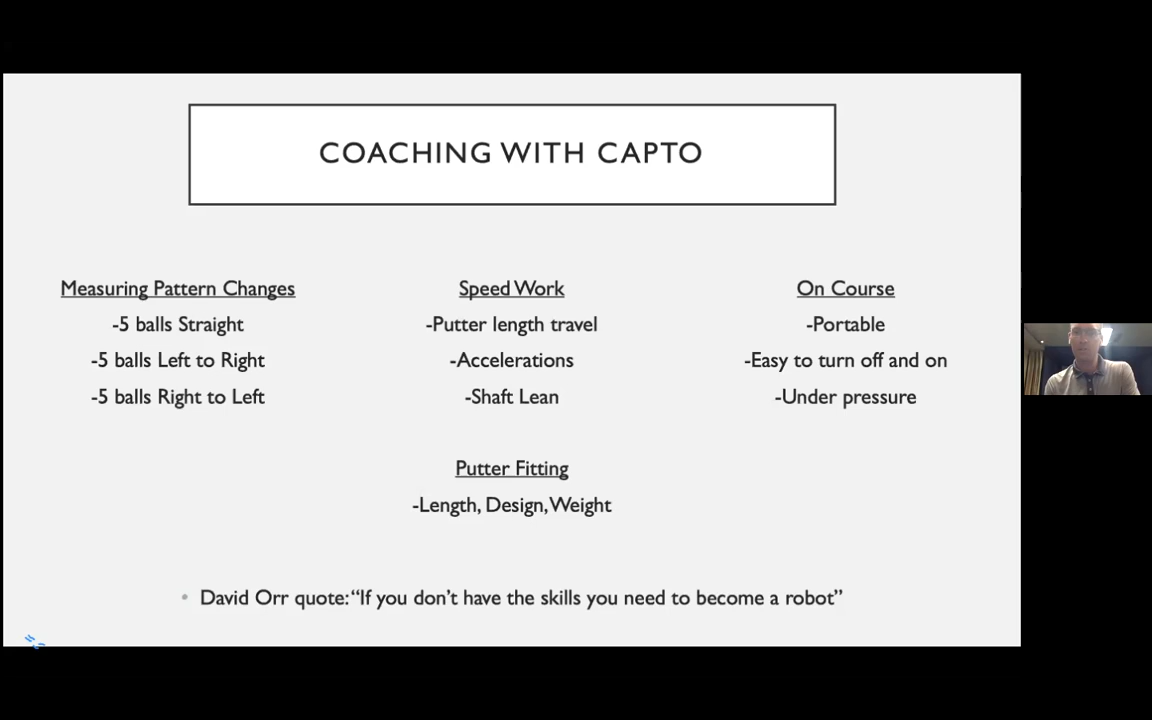 COACHING WITH CAPTO
Measuring Pattern Changes
-5 balls Straight
-5 balls Left to Right
-5 balls Right to Left
Speed Work
-Putter length travel
-Accelerations
-Shaft Lean
On Course
-Portable
-Easy to turn off and on
-Under pressure
Putter Fitting
-Length, Design, Weight
• David Orr quote: “If you don’t have the skills you need to become a robot”